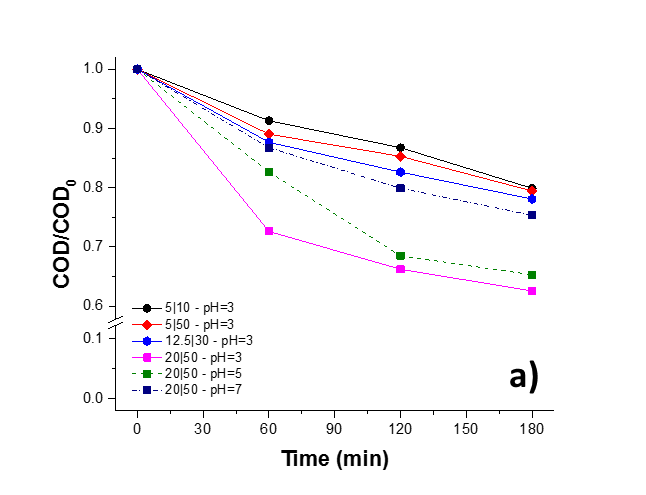 1.0
0.9
0.8
0.7
0.6
0.1
0.0
COD/COD0
5|10 - pH=3
5|50 - pH=3
12.5|30 - pH=3
20|50 - pH=3
20|50 - pH=5
20|50 - pH=7
a)
0 30 60 90 120 150 180
Time (min)